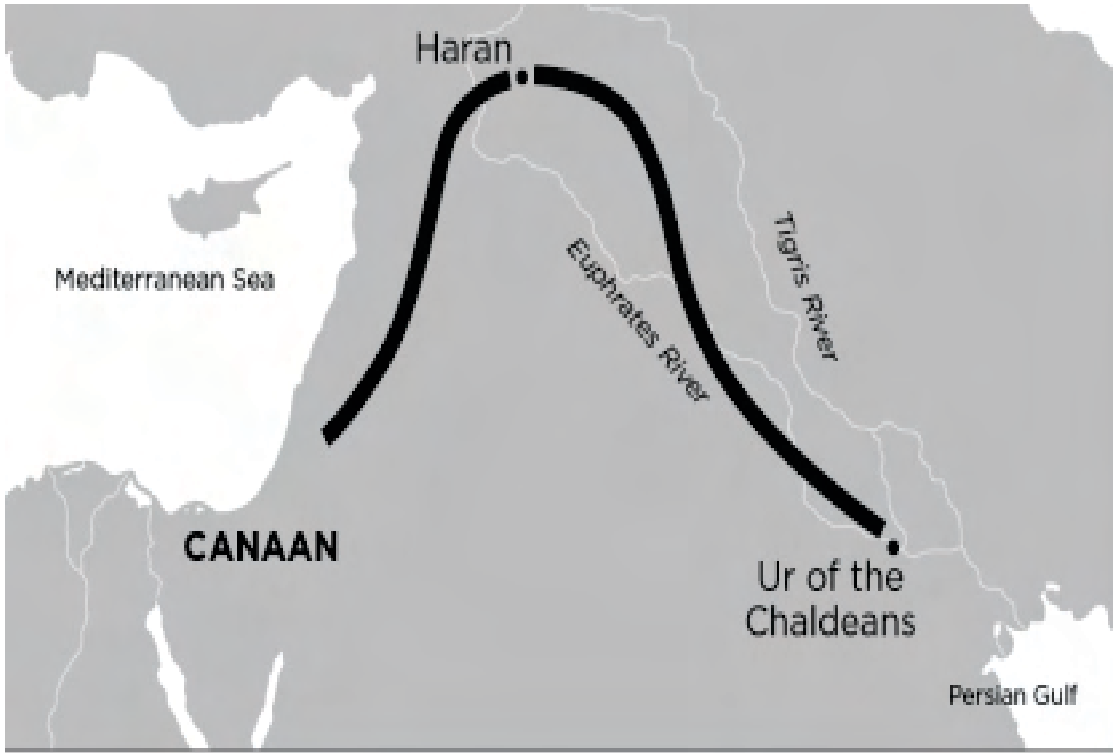 Haran
Tigris River
Euphrates River
Mediterranean Sea
CANAAN
Ur of the
Chaldeans
Persian Gulf